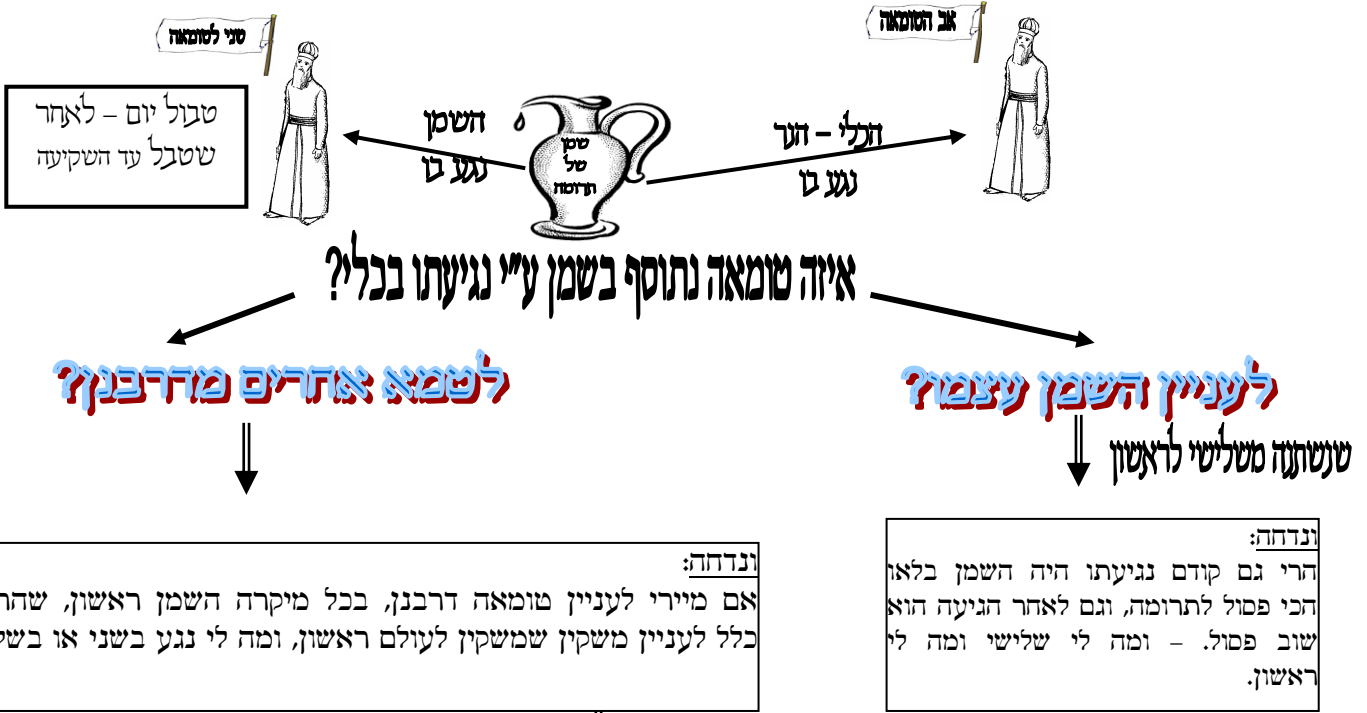 אב הטומאה
שני לטומאה
טבול יום – לאחר
שטבל עד השקיעה
הכלי – הנר
נגע בו
שמן
של
תרומה
השמן
נגע בו
איזה טומאה נתוסף בשמן ע"י נגיעתו בכלי?
לעניין השמן עצמו?
שנשתנה משלישי לראשון
ונדחה:
הרי גם קודם נגיעתו היה השמן בלאו
הכי פסול לתרומה, וגם לאחר הגיעה הוא
שוב פסול. – ומה לי שלישי ומה לי
ראשון.
לטמא אחרים מדרבנן?
ונדחה:
אם מיירי לעניין טומאה דרבנן, בכל מיקרה השמן ראשון, שהר
כלל לעניין משקין שמשקין לעולם ראשון, ומה לי נגע בשני או בשל